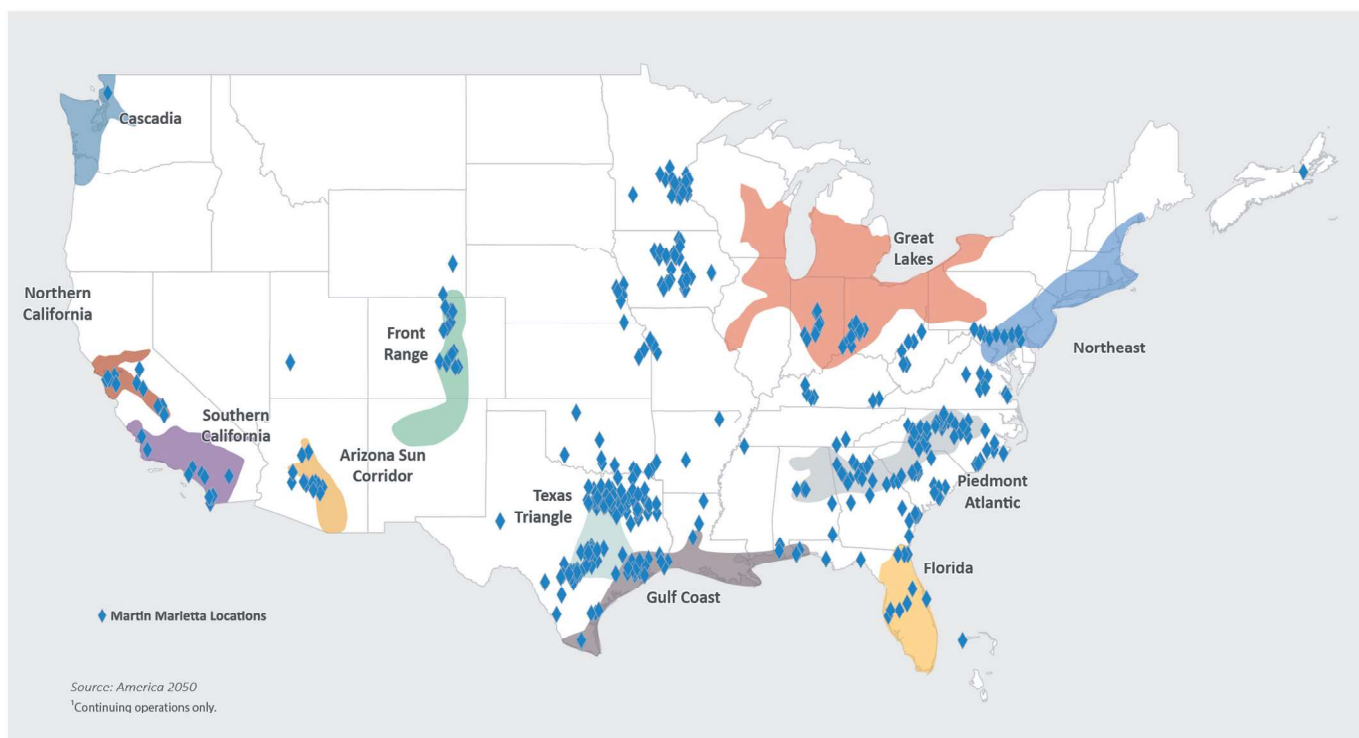 Cascadia
Great
Lakes
Northern
California
Front
Range
Northeast
Southern
California
Arizona Sun
Corridor
Texas
Triangle
Piedmont
Atlantic
Florida
Gulf Coast
Martin Marietta Locations
Source: America 2050
¹Continuing operations only.